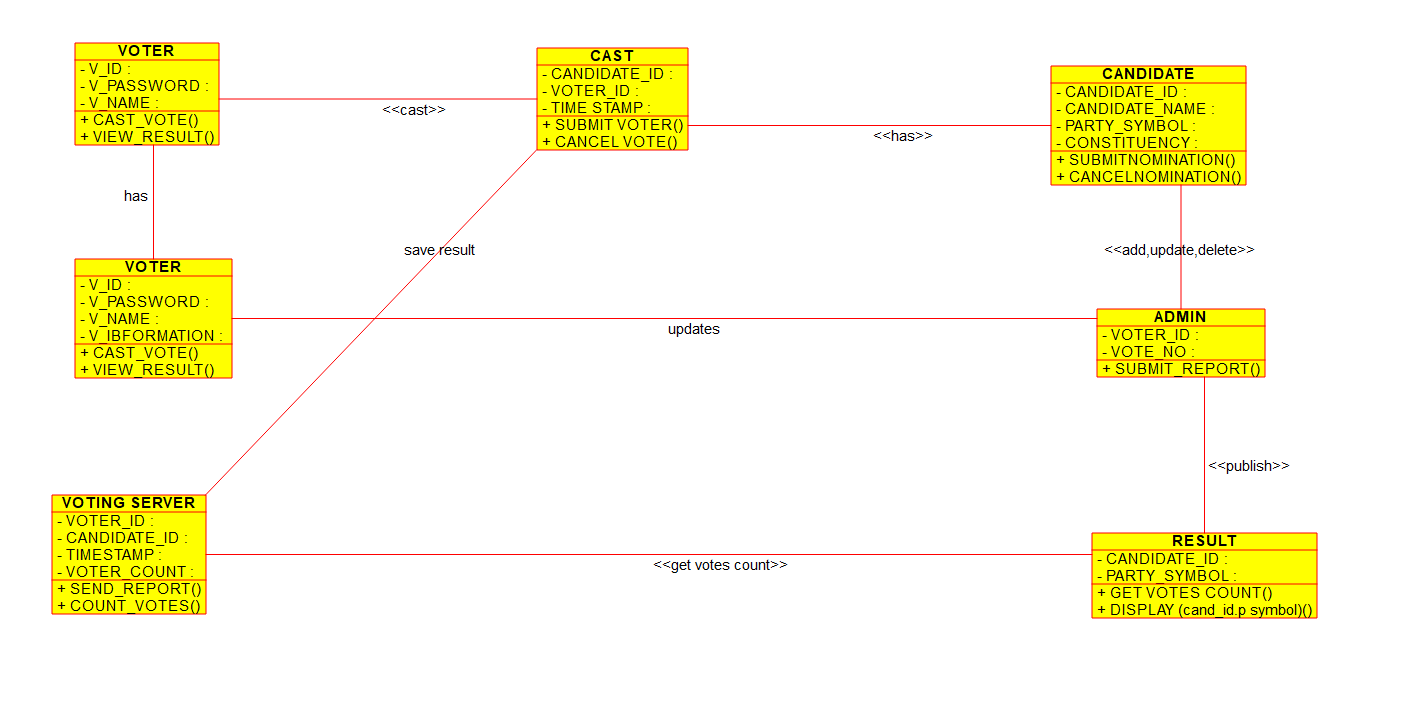 VOTER
- V_ID :
- V_PASSWORD :
- V_NAME :
+ CAST_VOTE()
+ VIEW_RESULT()
<<cast>>
CAST
- CANDIDATE_ID :
- VOTER_ID :
- TIME STAMP :
+ SUBMIT VOTER()
+ CANCEL VOTE()
<<has>>
CANDIDATE
- CANDIDATE_ID :
- CANDIDATE_NAME :
- PARTY_SYMBOL :
- CONSTITUENCY :
+ SUBMITNOMINATION()
+ CANCELNOMINATION()
has
save result
<<add,update,delete>>
VOTER
- V_ID :
- V_PASSWORD :
- V_NAME :
- V_IBFORMATION :
+ CAST_VOTE()
+ VIEW_RESULT()
updates
ADMIN
- VOTER_ID :
- VOTE_NO :
+ SUBMIT_REPORT()
<<publish>>
VOTING SERVER
- VOTER_ID :
- CANDIDATE_ID :
- TIMESTAMP :
- VOTER_COUNT :
+ SEND_REPORT()
+ COUNT_VOTES()
<<get votes count>>
RESULT
- CANDIDATE_ID :
- PARTY_SYMBOL :
+ GET VOTES COUNT()
+ DISPLAY (cand_id.p symbol)()